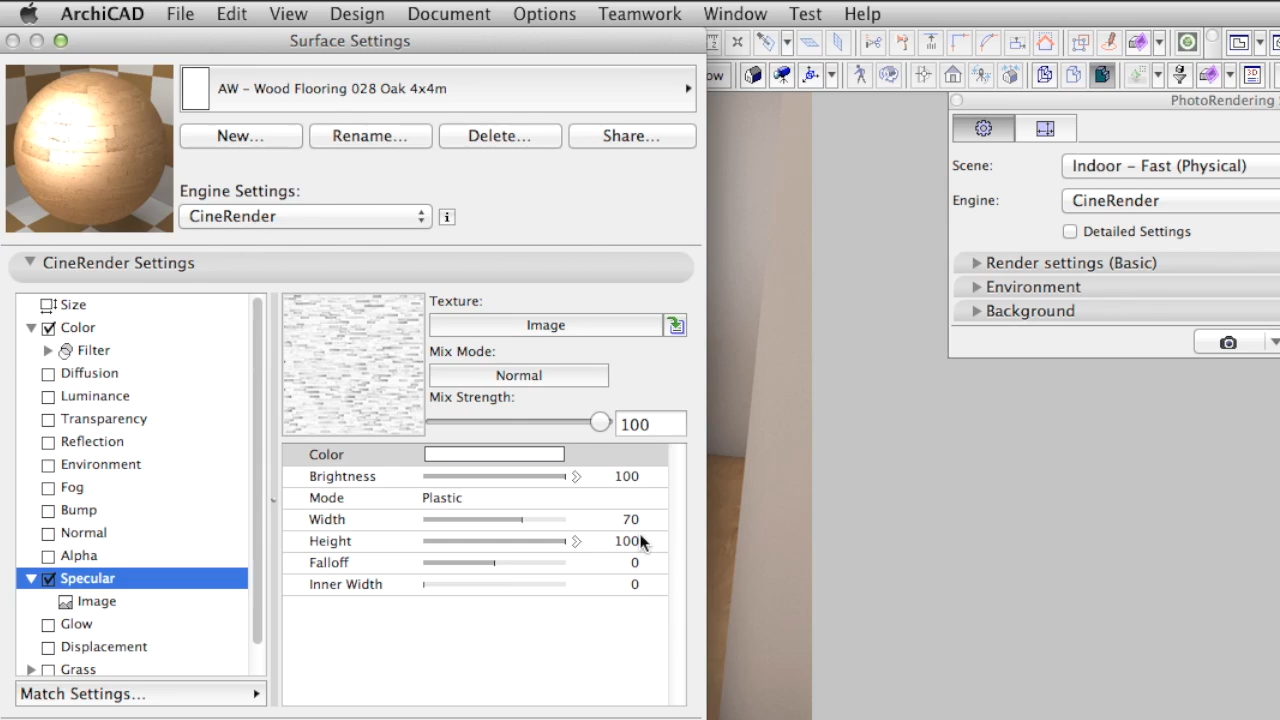 ArchiCAD File Edit View Design Document Options Teamwork Window Test Help
Surface Settings
AW - Wood Flooring 028 Oak 4x4m
New... Rename... Delete... Share...
Engine Settings:
CineRender i
CineRender Settings
Size
Color
Filter
Diffusion
Luminance
Transparency
Reflection
Environment
Fog
Bump
Normal
Alpha
Specular
Image
Glow
Displacement
Grass
Match Settings...
Texture:
Image
Mix Mode:
Normal
Mix Strength:
100
Color
Brightness 100
Mode Plastic
Width 70
Height 100
Falloff 0
Inner Width 0
ow
3D
PhotoRendering
Scene: Indoor – Fast (Physical)
Engine: CineRender
Detailed Settings
Render settings (Basic)
Environment
Background